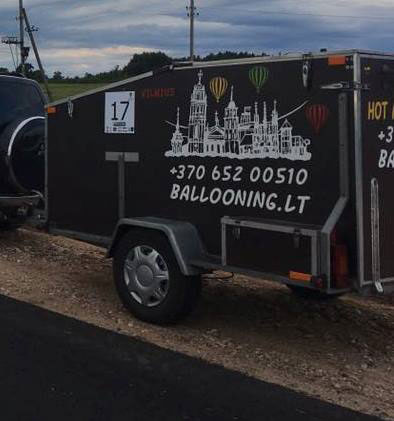 VILNIUS
17
+370 652 00510
BALLOONING.LT
HOT
+3
BA